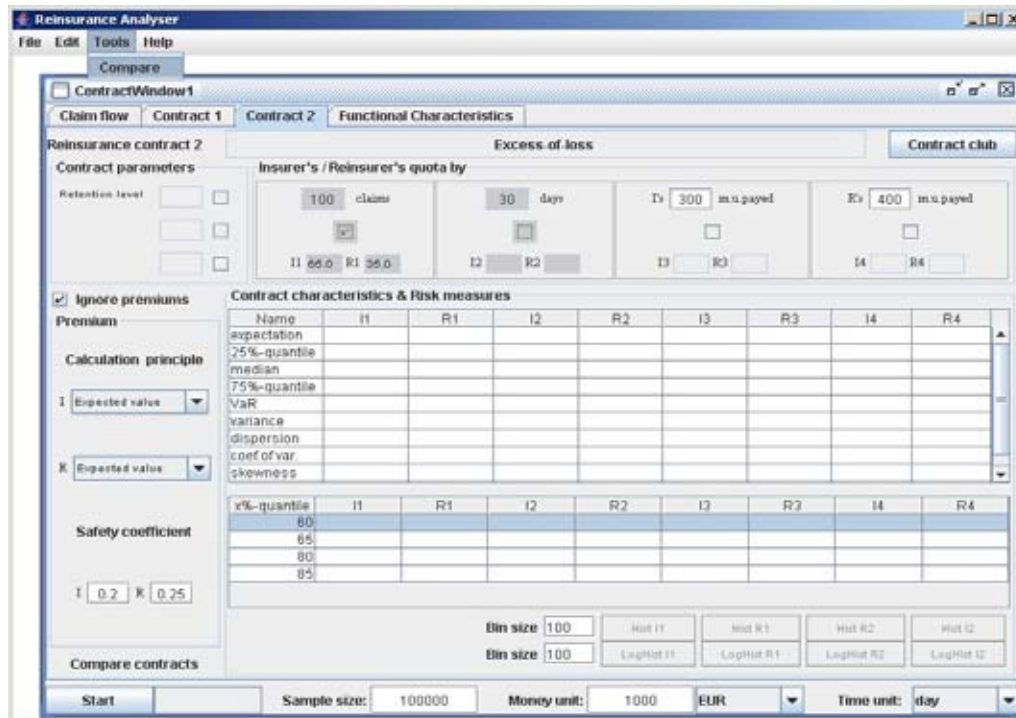 Reinsurance Analyser
File Edit Tools Help
Compare
ContractWindow1
Claim flow Contract 1 Contract 2 Functional Characteristics
Reinsurance contract 2 Excess-of-loss Contract club
Contract parameters Insurer's / Reinsurer's quota by
Retention level 100 claims 30 days I's 300 m.u.payed R's 400 m.u.payed
I1 65.0 R1 35.0 I2 R2 I3 R3 I4 R4
Ignore premiums Contract characteristics & Risk measures
Premium Name I1 R1 I2 R2 I3 R3 I4 R4
expectation
Calculation principle 25%-quantile
median
75%-quantile
I Expected value VaR
variance
dispersion
coef.of var.
R Expected value skewness
x%-quantile I1 R1 I2 R2 I3 R3 I4 R4
60
Safety coefficient 65
80
85
I 0.2 R 0.25
Bin size 100 Hist I1 Hist R1 Hist R2 Hist I2
Compare contracts Bin size 100 LogHist I1 LogHist R1 LogHist R2 LogHist I2
Start Sample size: 100000 Money unit: 1000 EUR Time unit: day